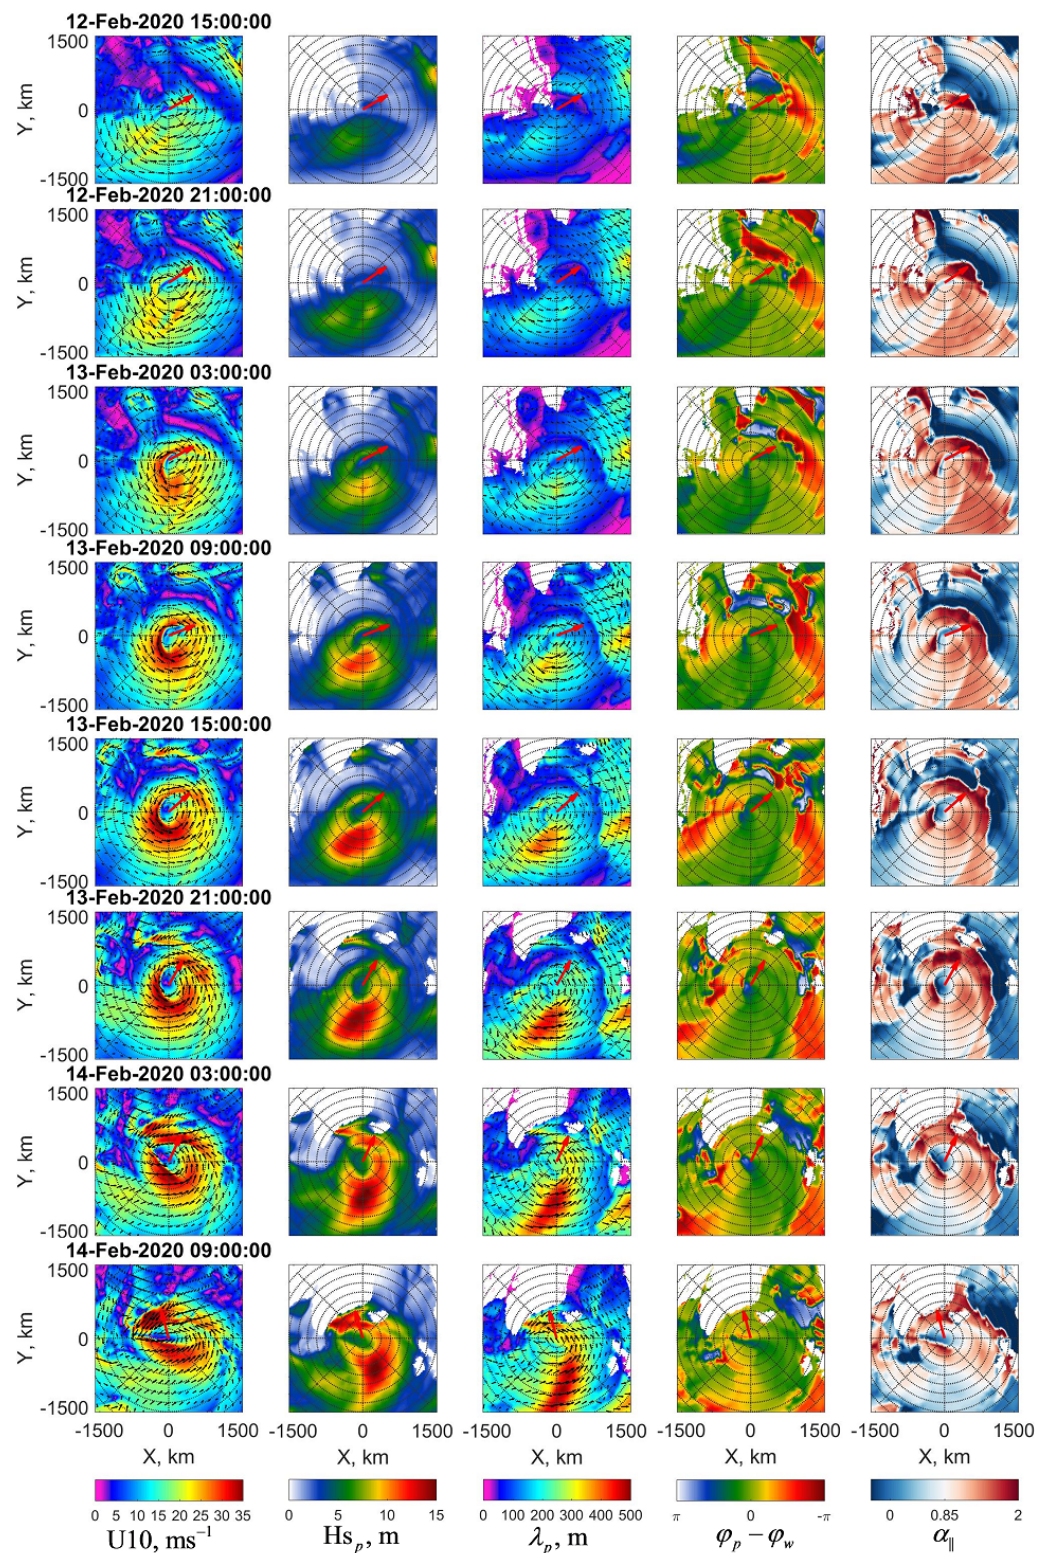 12-Feb-2020 15:00:00
1500
Y, km
0
-1500
12-Feb-2020 21:00:00
1500
Y, km
0
-1500
13-Feb-2020 03:00:00
1500
Y, km
0
-1500
13-Feb-2020 09:00:00
1500
Y, km
0
-1500
13-Feb-2020 15:00:00
1500
Y, km
0
-1500
13-Feb-2020 21:00:00
1500
Y, km
0
-1500
14-Feb-2020 03:00:00
1500
Y, km
0
-1500
14-Feb-2020 09:00:00
1500
Y, km
0
-1500
-1500 0 1500 -1500 0 1500 -1500 0 1500 -1500 0 1500 -1500 0 1500
X, km X, km X, km X, km X, km
0 5 10 15 20 25 30 35 0 5 10 15 0 100 200 300 400 500 π 0 -π 0 0.85 2
U10, ms⁻¹ Hsₚ, m λₚ, m φₚ − φ_w α∥